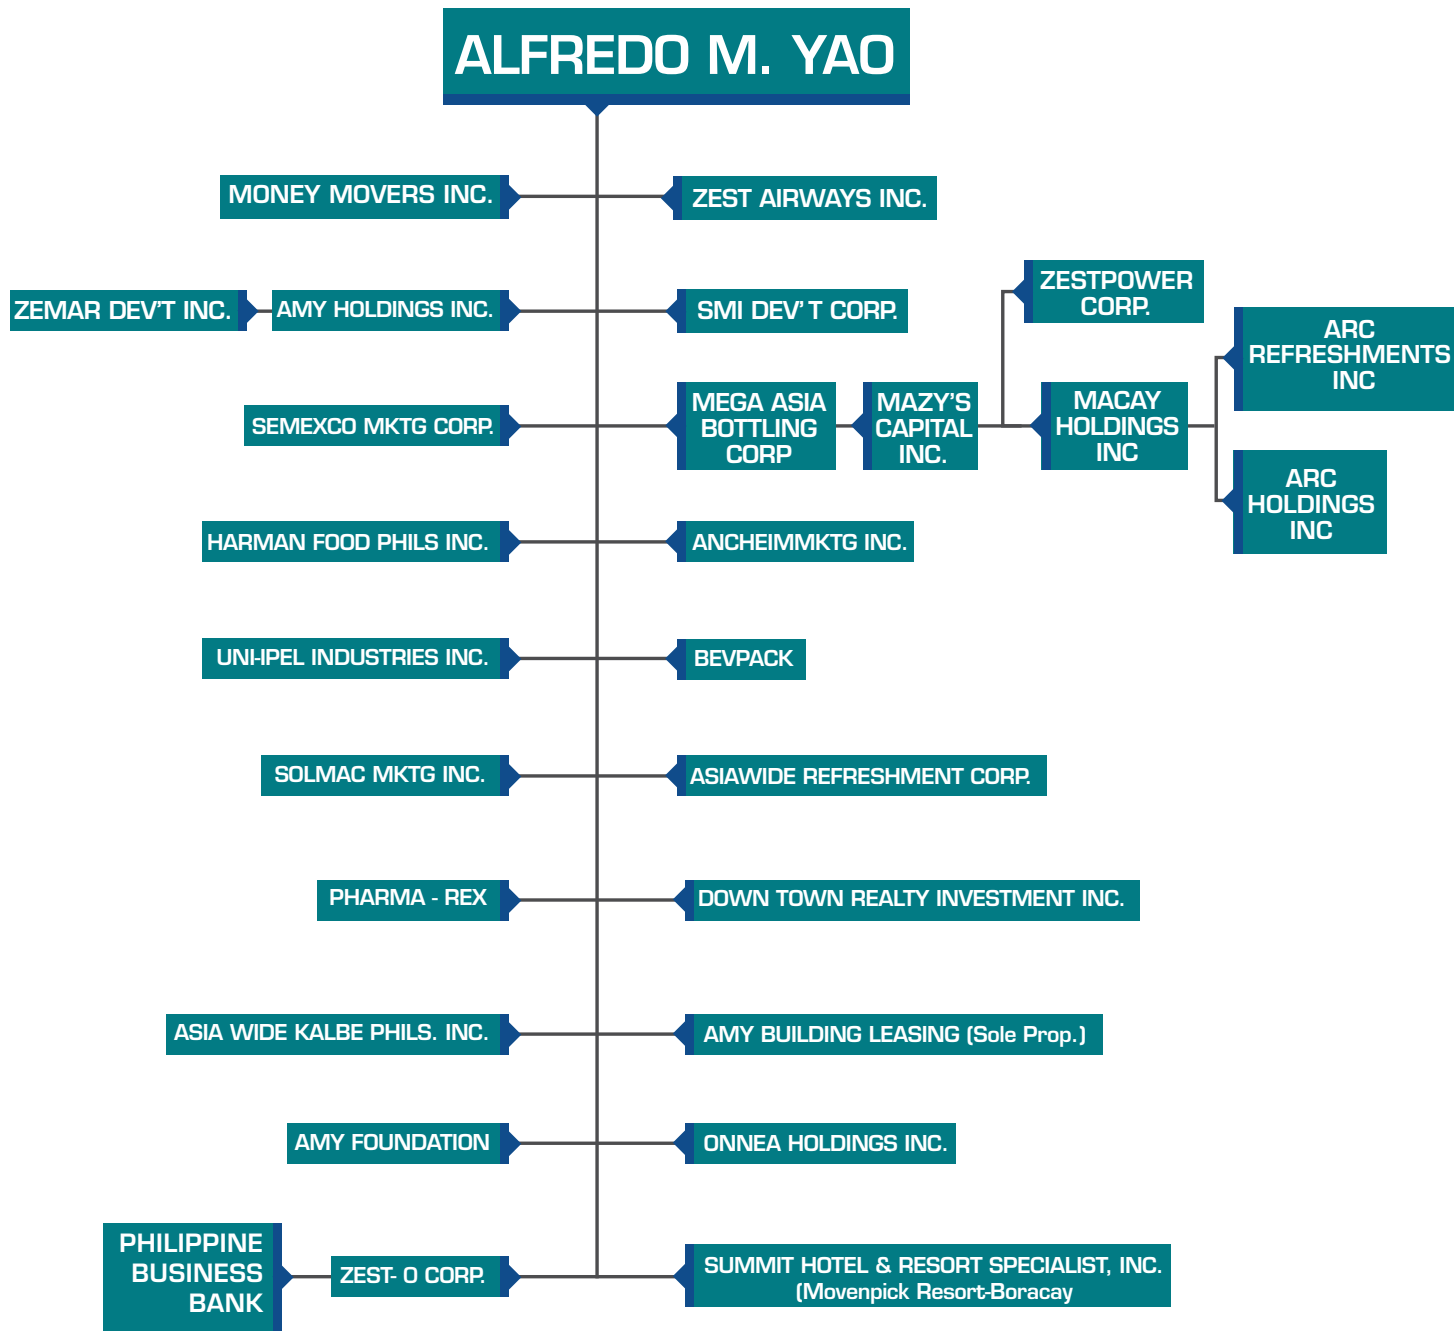 ALFREDO M. YAO
MONEY MOVERS INC.
ZEST AIRWAYS INC.
ZEMAR DEV'T INC.
AMY HOLDINGS INC.
SMI DEV' T CORP.
ZESTPOWER
CORP.
ARC
REFRESHMENTS
INC
SEMEXCO MKTG CORP.
MEGA ASIA
BOTTLING
CORP
MAZY'S
CAPITAL
INC.
MACAY
HOLDINGS
INC
ARC
HOLDINGS
INC
HARMAN FOOD PHILS INC.
ANCHEIMMKTG INC.
UNI-IPEL INDUSTRIES INC.
BEVPACK
SOLMAC MKTG INC.
ASIAWIDE REFRESHMENT CORP.
PHARMA - REX
DOWN TOWN REALTY INVESTMENT INC.
ASIA WIDE KALBE PHILS. INC.
AMY BUILDING LEASING (Sole Prop.)
AMY FOUNDATION
ONNEA HOLDINGS INC.
PHILIPPINE
BUSINESS
BANK
ZEST- O CORP.
SUMMIT HOTEL & RESORT SPECIALIST, INC.
(Movenpick Resort-Boracay